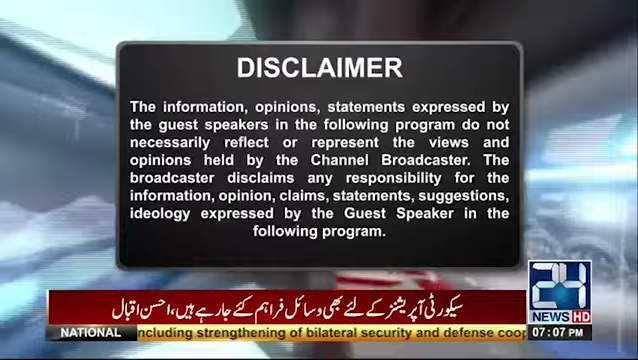 DISCLAIMER
The information, opinions, statements expressed by
the guest speakers in the following program do not
necessarily reflect or represent the views and
opinions held by the Channel Broadcaster. The
broadcaster disclaims any responsibility for the
information, opinion, claims, statements, suggestions,
ideology expressed by the Guest Speaker in the
following program.
24
NEWS HD
سیکورٹی آپریشنز کے لئے بھی وسائل فراہم کئے جا رہے ہیں، احسن اقبال
NATIONAL including strengthening of bilateral security and defense coop
07:07 PM